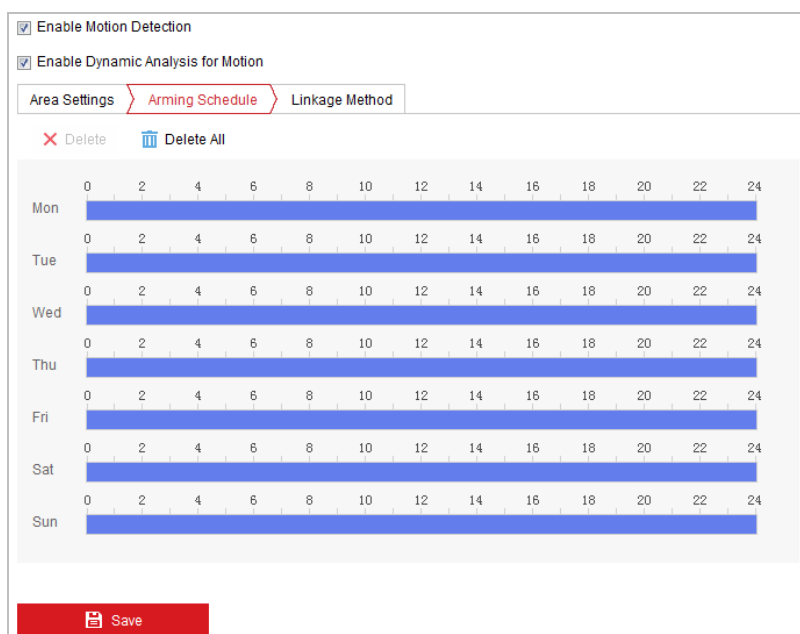 Enable Motion Detection
Enable Dynamic Analysis for Motion
Area Settings Arming Schedule Linkage Method
Delete Delete All
0 2 4 6 8 10 12 14 16 18 20 22 24
Mon
0 2 4 6 8 10 12 14 16 18 20 22 24
Tue
0 2 4 6 8 10 12 14 16 18 20 22 24
Wed
0 2 4 6 8 10 12 14 16 18 20 22 24
Thu
0 2 4 6 8 10 12 14 16 18 20 22 24
Fri
0 2 4 6 8 10 12 14 16 18 20 22 24
Sat
0 2 4 6 8 10 12 14 16 18 20 22 24
Sun
Save